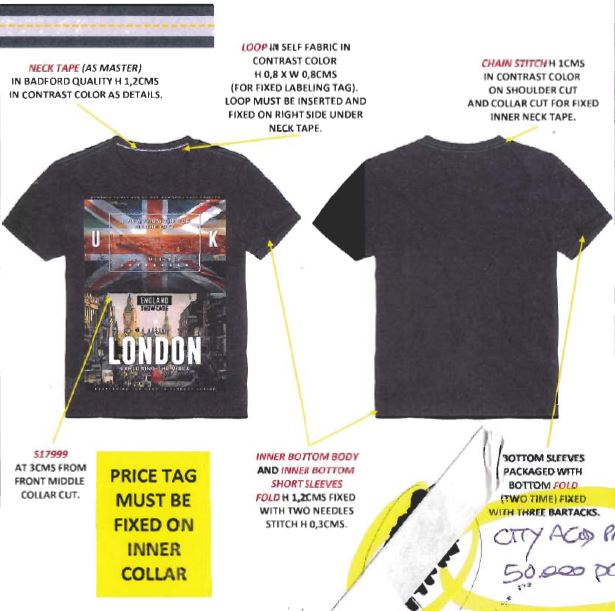 NECK TAPE (AS MASTER)
IN BADFORD QUALITY H 1,2CMS
IN CONTRAST COLOR AS DETAILS.
LOOP IN SELF FABRIC IN
CONTRAST COLOR
H 0,8 X W 0,8CMS
(FOR FIXED LABELING TAG).
LOOP MUST BE INSERTED AND
FIXED ON RIGHT SIDE UNDER
NECK TAPE.
CHAIN STITCH H 1CMS
IN CONTRAST COLOR
ON SHOULDER CUT
AND COLLAR CUT FOR FIXED
INNER NECK TAPE.
U K
ENGLAND
SHOWCASE
LONDON
S17999
AT 3CMS FROM
FRONT MIDDLE
COLLAR CUT.
PRICE TAG
MUST BE
FIXED ON
INNER
COLLAR
INNER BOTTOM BODY
AND INNER BOTTOM
SHORT SLEEVES
FOLD H 1,2CMS FIXED
WITH TWO NEEDLES
STITCH H 0,3CMS.
BOTTOM SLEEVES
PACKAGED WITH
BOTTOM FOLD
(TWO TIME) FIXED
WITH THREE BARTACKS.
50.000